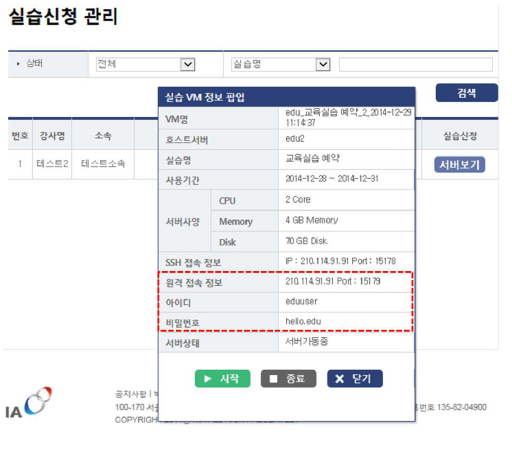 실습신청 관리
상태 전체 실습명
검색
번호 강사명 소속 실습신청
1 테스트2 테스트소속 서버보기
실습 VM 정보 팝업
VM명 edu_교육실습 예약_2_2014-12-29 11:14:37
호스트서버 edu2
실습명 교육실습 예약
사용기간 2014-12-28 ~ 2014-12-31
서버사양 CPU 2 Core
Memory 4 GB Memory
Disk 70 GB Disk
SSH 접속 정보 IP : 210.114.91.91 Port : 15178
원격 접속 정보 210.114.91.91 Port : 15179
아이디 eduuser
비밀번호 hello.edu
서버상태 서버가동중
시작 종료 닫기
IA
공지사항 |
100-170 서울 호 135-82-04900
COPYRIGH